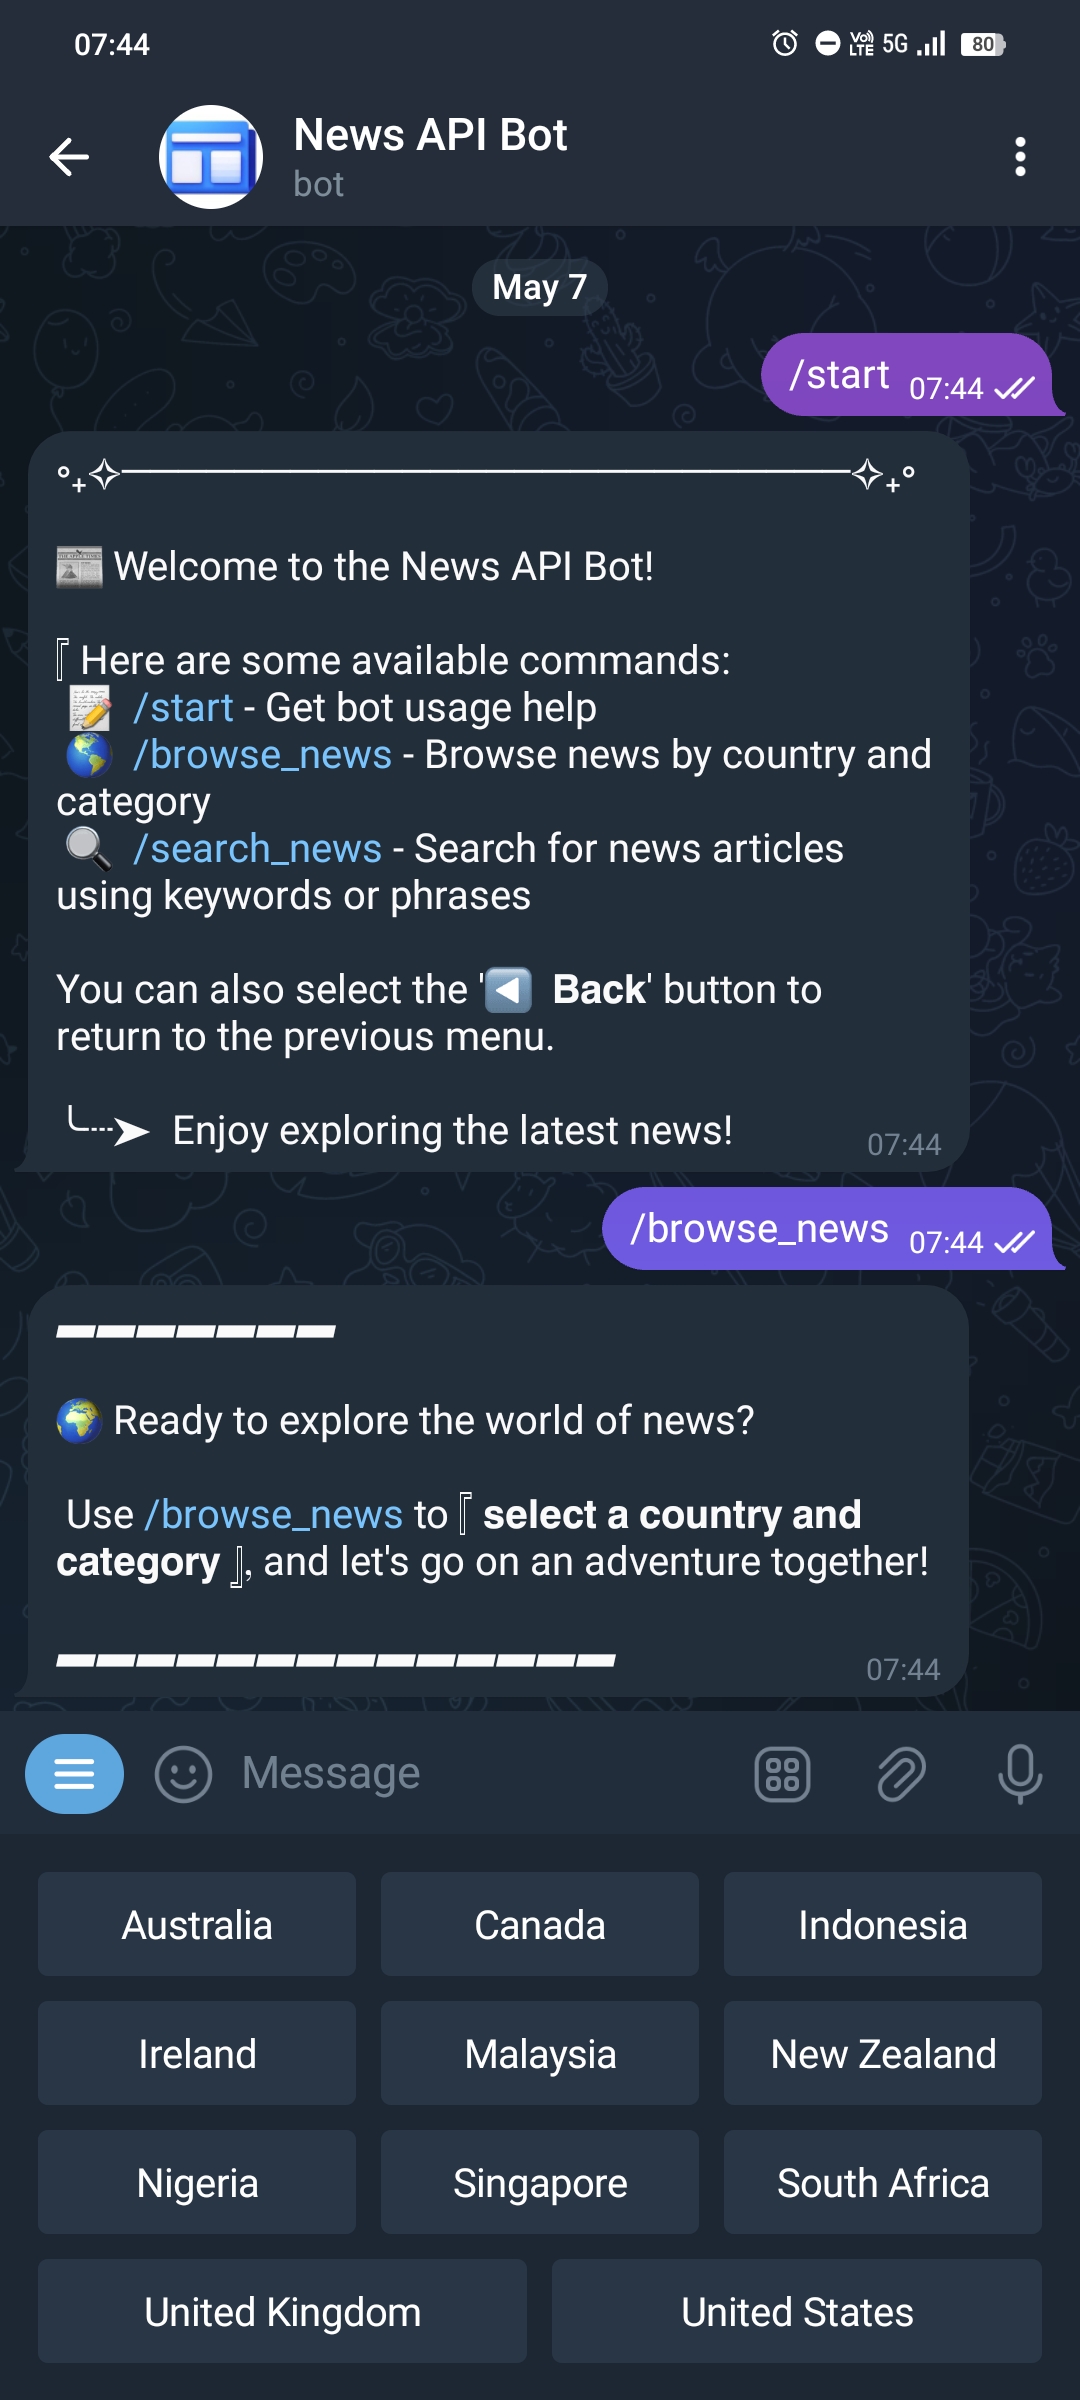 07:44
5G
80
News API Bot
bot
May 7
/start 07:44
°₊✧────────────────✧₊°
📰 Welcome to the News API Bot!
『 Here are some available commands:
📝 /start - Get bot usage help
🌎 /browse_news - Browse news by country and
category
🔍 /search_news - Search for news articles
using keywords or phrases
You can also select the '◀️ Back' button to
return to the previous menu.
╰┈➤ Enjoy exploring the latest news!
07:44
/browse_news 07:44
▰▰▰▰▰▰▰
🌍 Ready to explore the world of news?
Use /browse_news to『 select a country and
category 』, and let's go on an adventure together!
▰▰▰▰▰▰▰▰▰▰▰▰▰▰
07:44
Message
Australia
Canada
Indonesia
Ireland
Malaysia
New Zealand
Nigeria
Singapore
South Africa
United Kingdom
United States